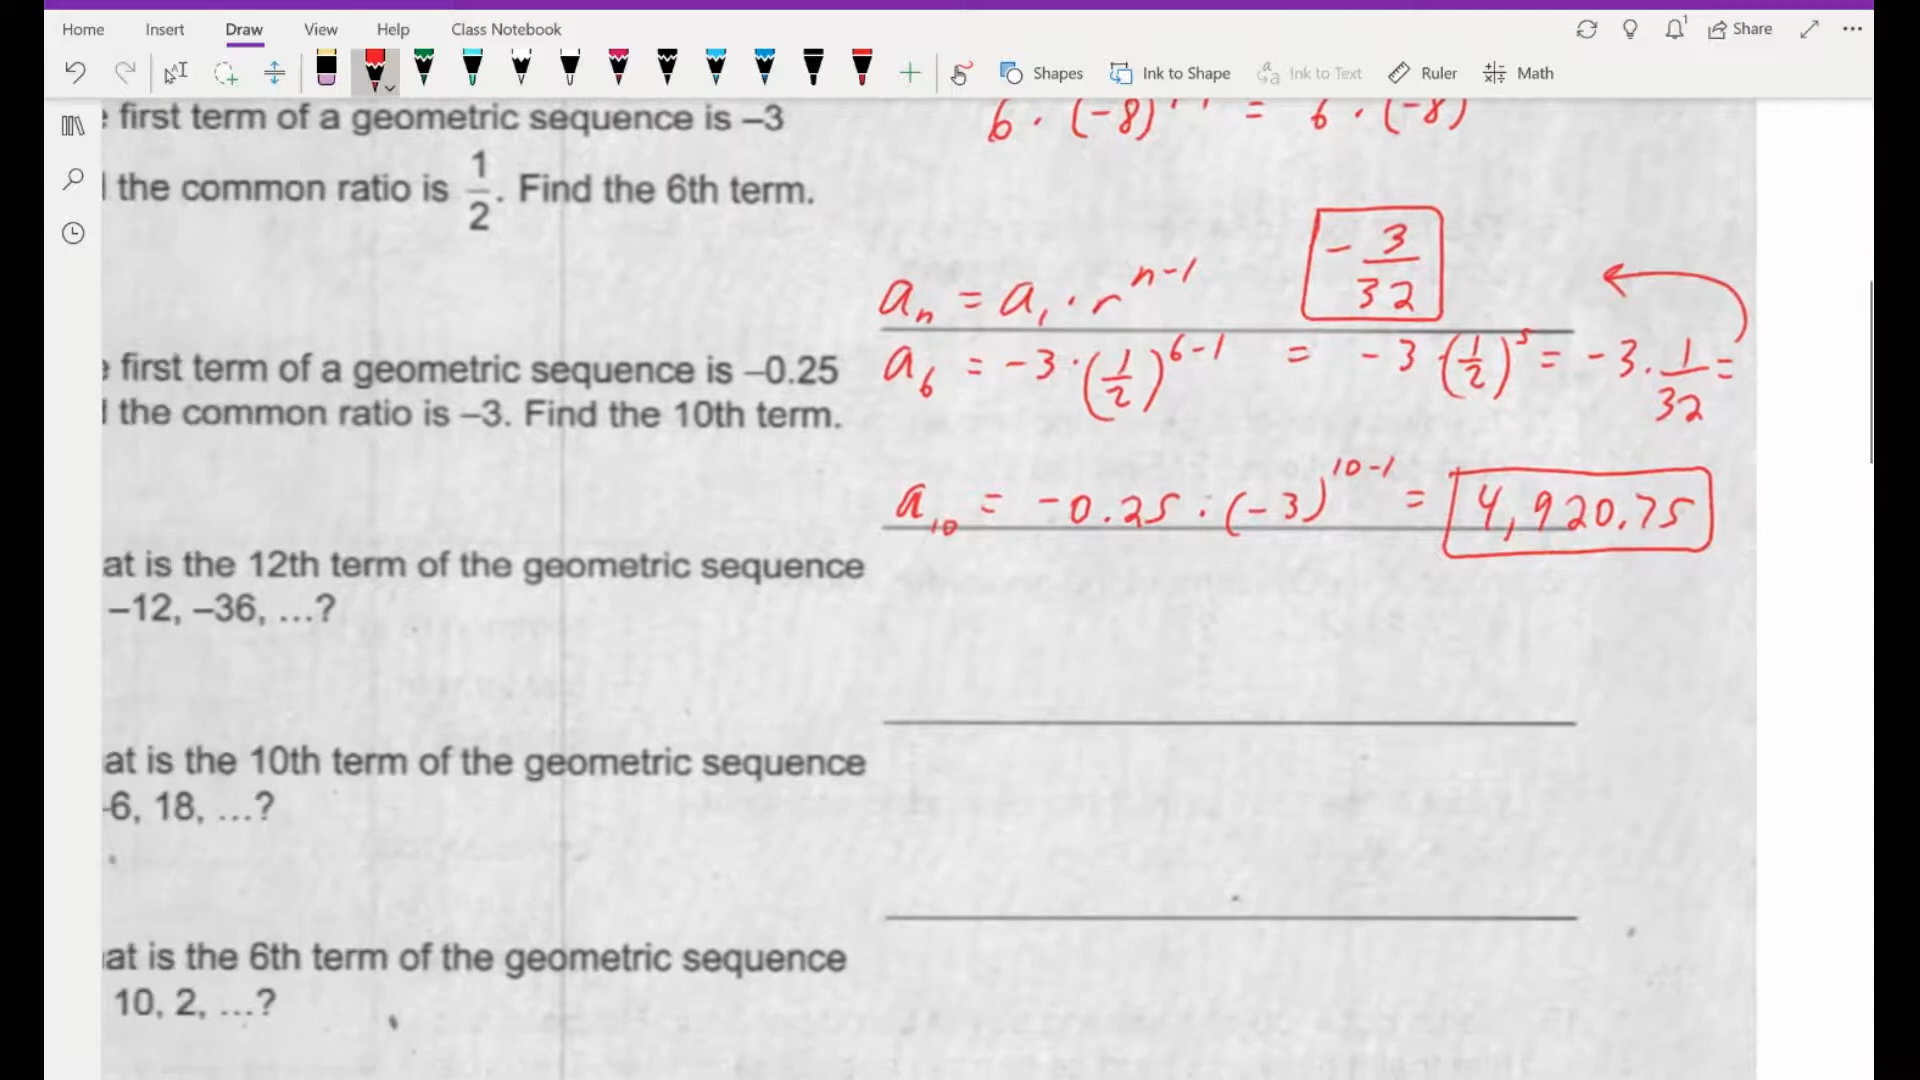 Home Insert Draw View Help Class Notebook
1 Share
Shapes Ink to Shape Ink to Text Ruler Math
first term of a geometric sequence is –3
the common ratio is 1/2. Find the 6th term.
6 · (-8) = 6 · (-8)
- 3/32
aₙ = a₁ · r^(n-1)
a₆ = -3 · (1/2)^(6-1) = -3 (1/2)^5 = -3 · 1/32 =
first term of a geometric sequence is –0.25
the common ratio is –3. Find the 10th term.
a₁₀ = -0.25 · (-3)^(10-1) = 4,920.75
at is the 12th term of the geometric sequence
–12, –36, ...?
at is the 10th term of the geometric sequence
-6, 18, ...?
at is the 6th term of the geometric sequence
10, 2, ...?